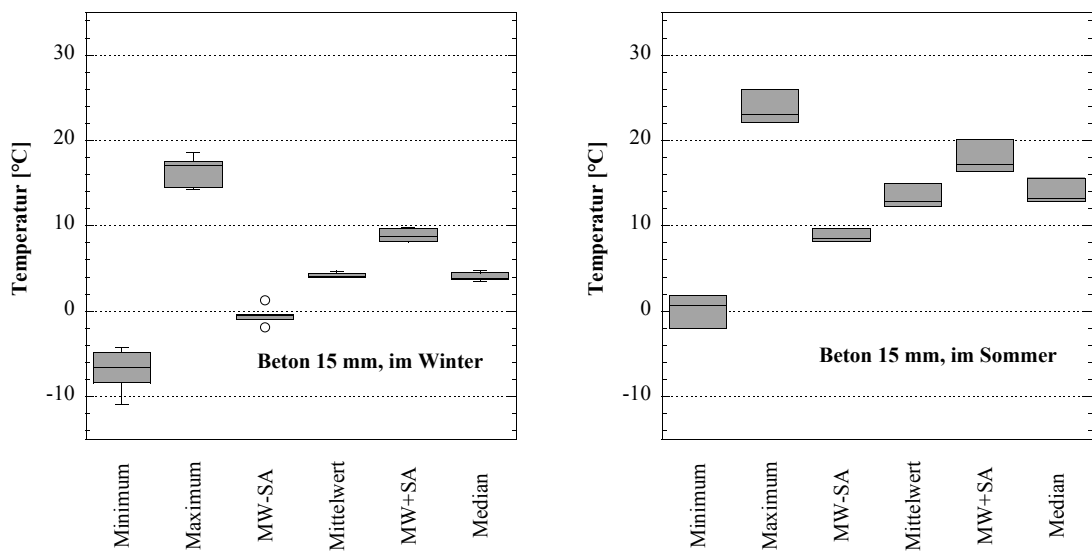 Temperatur [°C]
30
20
10
0
-10
Beton 15 mm, im Winter
Minimum
Maximum
MW-SA
Mittelwert
MW+SA
Median
Temperatur [°C]
30
20
10
0
-10
Beton 15 mm, im Sommer
Minimum
Maximum
MW-SA
Mittelwert
MW+SA
Median